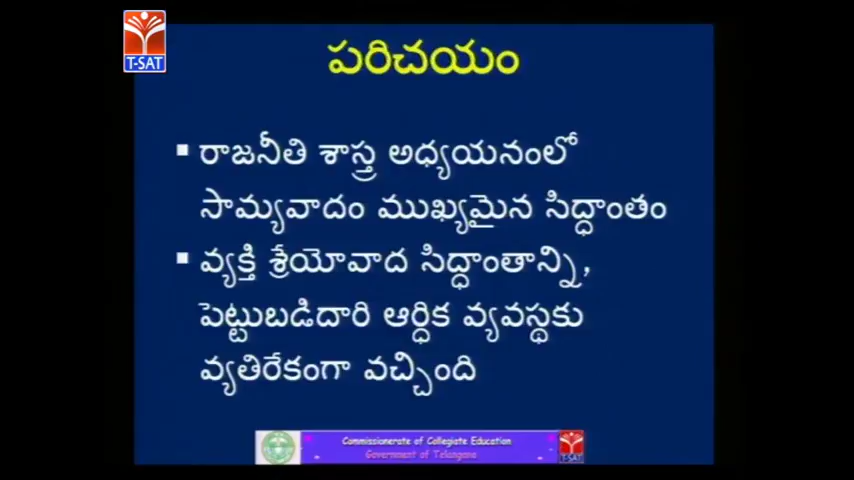 T-SAT
పరిచయం
రాజనీతి శాస్త్ర అధ్యయనంలో
సామ్యవాదం ముఖ్యమైన సిద్ధాంతం
వ్యక్తి శ్రేయోవాద సిద్ధాంతాన్ని,
పెట్టుబడిదారి ఆర్ధిక వ్యవస్థకు
వ్యతిరేకంగా వచ్చింది
Commissionerate of Collegiate Education
Government of Telangana
T-SAT